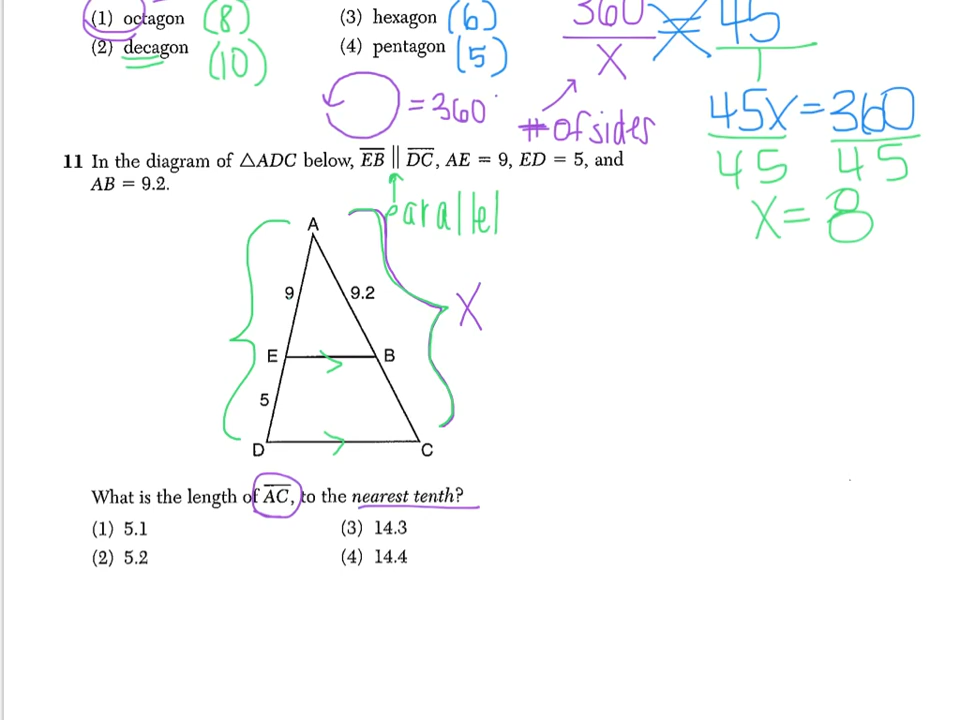 (1) octagon (8) (3) hexagon (6)
(2) decagon (10) (4) pentagon (5)
360 45
X 1
= 360°
# of sides
45X = 360
45 45
X = 8
11 In the diagram of △ADC below, EB || DC, AE = 9, ED = 5, and
AB = 9.2.
parallel
A
9 9.2
X
E B
5
D C
What is the length of AC, to the nearest tenth?
(1) 5.1 (3) 14.3
(2) 5.2 (4) 14.4